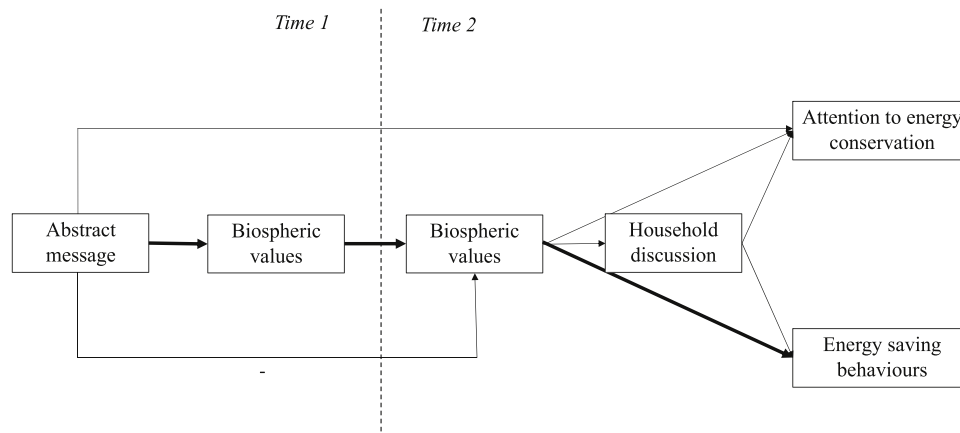 Time 1
Time 2
Attention to energy
conservation
Abstract
message
Biospheric
values
Biospheric
values
Household
discussion
-
Energy saving
behaviours